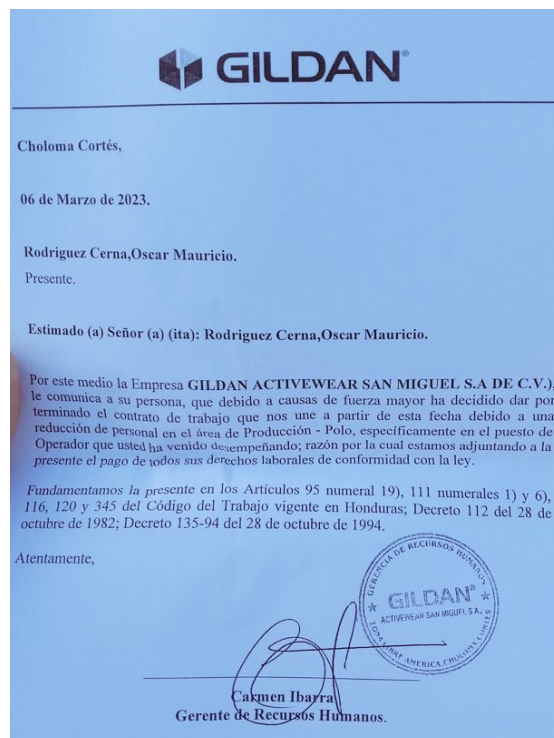 GILDAN®
Choloma Cortés,
06 de Marzo de 2023.
Rodriguez Cerna,Oscar Mauricio.
Presente.
Estimado (a) Señor (a) (ita): Rodriguez Cerna,Oscar Mauricio.
Por este medio la Empresa GILDAN ACTIVEWEAR SAN MIGUEL S.A DE C.V.),
le comunica a su persona, que debido a causas de fuerza mayor ha decidido dar por
terminado el contrato de trabajo que nos une a partir de esta fecha debido a una
reducción de personal en el área de Producción - Polo, específicamente en el puesto de
Operador que usted ha venido desempeñando; razón por la cual estamos adjuntando a la
presente el pago de todos sus derechos laborales de conformidad con la ley.
Fundamentamos la presente en los Artículos 95 numeral 19), 111 numerales 1) y 6),
116, 120 y 345 del Código del Trabajo vigente en Honduras; Decreto 112 del 28 de
octubre de 1982; Decreto 135-94 del 28 de octubre de 1994.
Atentamente,
GERENCIA DE RECURSOS HUMANOS
GILDAN®
ACTIVEWEAR SAN MIGUEL S.A.
ZONA LIBRE AMERICA, CHOLOMA CORTES
Carmen Ibarra
Gerente de Recursos Humanos.